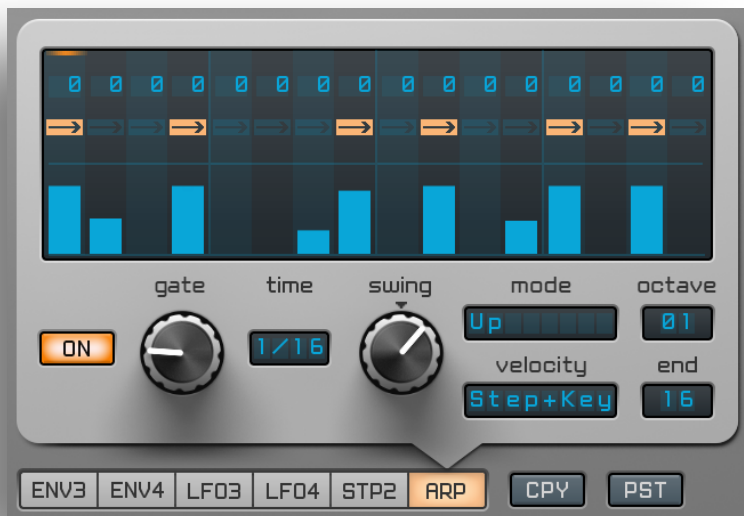 0 0 0 0 0 0 0 0 0 0 0 0 0 0 0 0
gate time swing mode octave
ON 1/16 Up 01
velocity end
Step+Key 16
ENV3 ENV4 LFO3 LFO4 STP2 ARP CPY PST